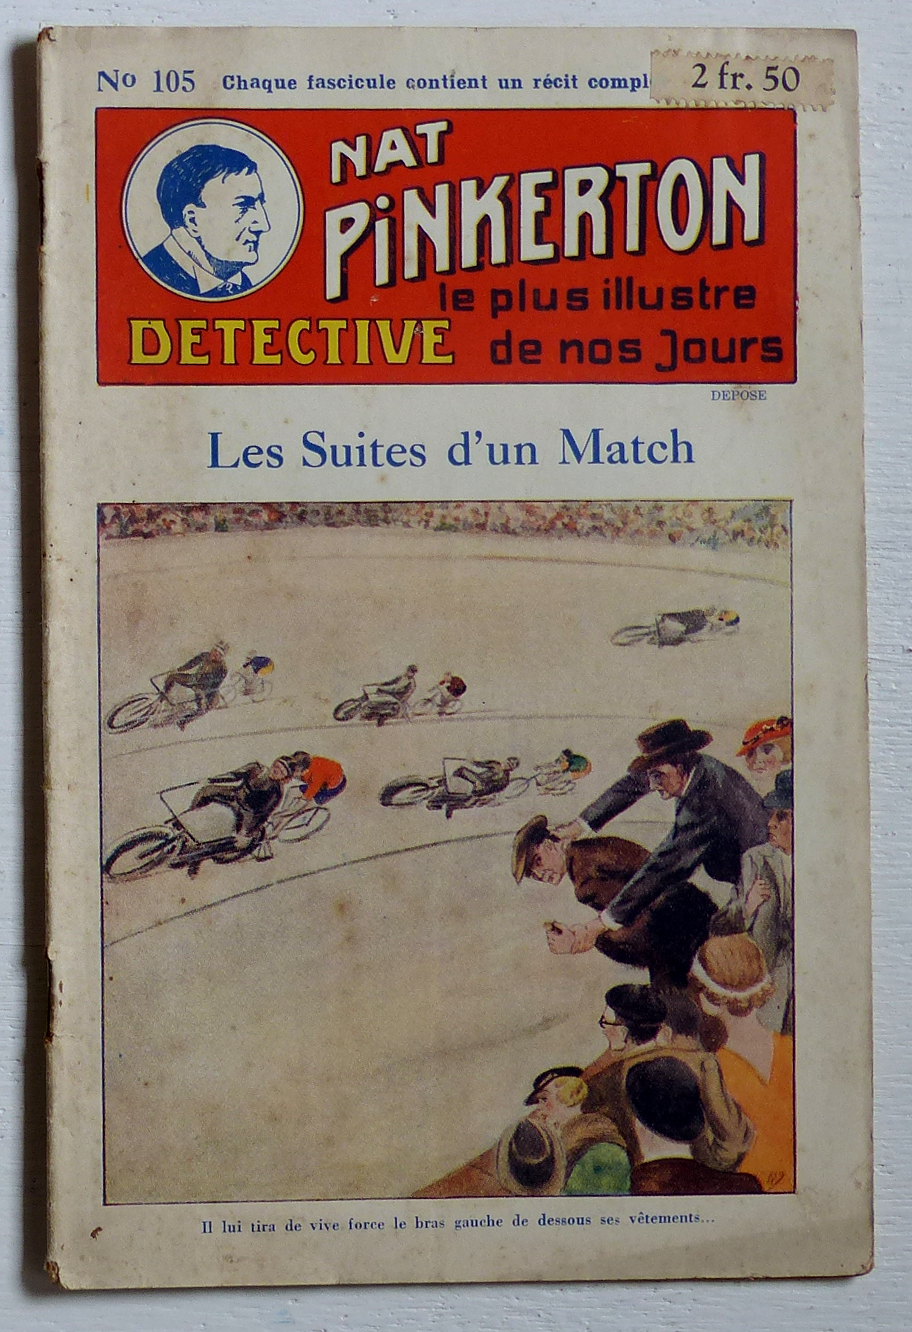 No 105 Chaque fascicule contient un récit compl
2 fr. 50
NAT
PiNKERTON
le plus illustre
DETECTIVE de nos jours
DEPOSE
Les Suites d'un Match
Il lui tira de vive force le bras gauche de dessous ses vêtements...